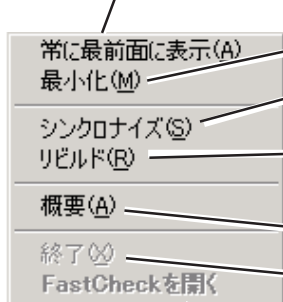 常に最前面に表示(A)
最小化(M)
シンクロナイズ(S)
リビルド(R)
概要(A)
終了(X)
FastCheckを開く